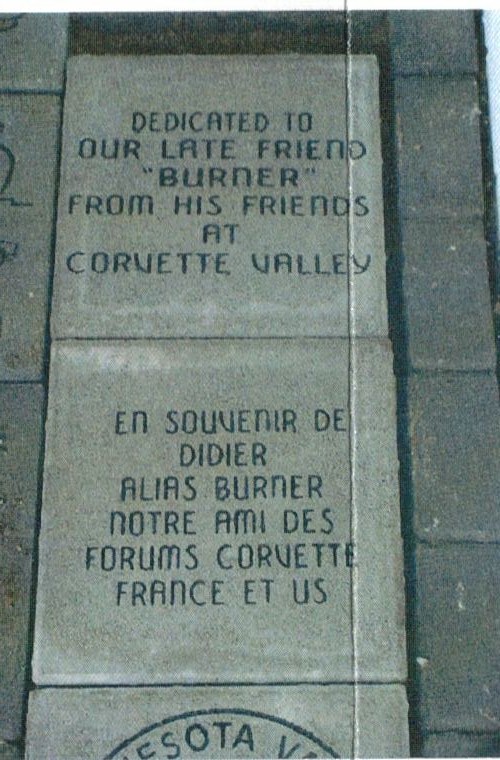 DEDICATED TO
OUR LATE FRIEND
"BURNER"
FROM HIS FRIENDS
AT
CORVETTE VALLEY
EN SOUVENIR DE
DIDIER
ALIAS BURNER
NOTRE AMI DES
FORUMS CORVETTE
FRANCE ET US
ESOTA V